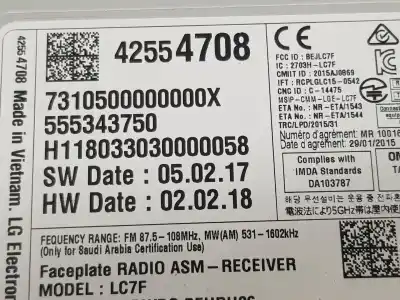 42554708
Made in Vietnam. LG Electron
42554708
7310500000000X
555343750
H118033030000058
SW Date : 05.02.17
HW Date : 02.02.18
CE
FCC ID : BEJLC7F
IC : 2703H-LC7F
CMIIT ID : 2015AJ0869
IFT : RCPLGLC15-0542
CNC ID : C-14475
MSIP-CMM-LGE-LC7F
ETA No. : NR-ETA/1543
ETA No. : NR-ETA/1544
TRC/LPD/2015/31
Numéro d'agrément: MR 10016
Date d'agrément: 29/01/2015
Complies with
IMDA Standards
DA103787
FREQUENCY RANGE: FM 87.5-108MHz, MW(AM) 531-1602kHz
(Only for Saudi Arabia Certification Use)
Faceplate RADIO ASM-RECEIVER
MODEL: LC7F